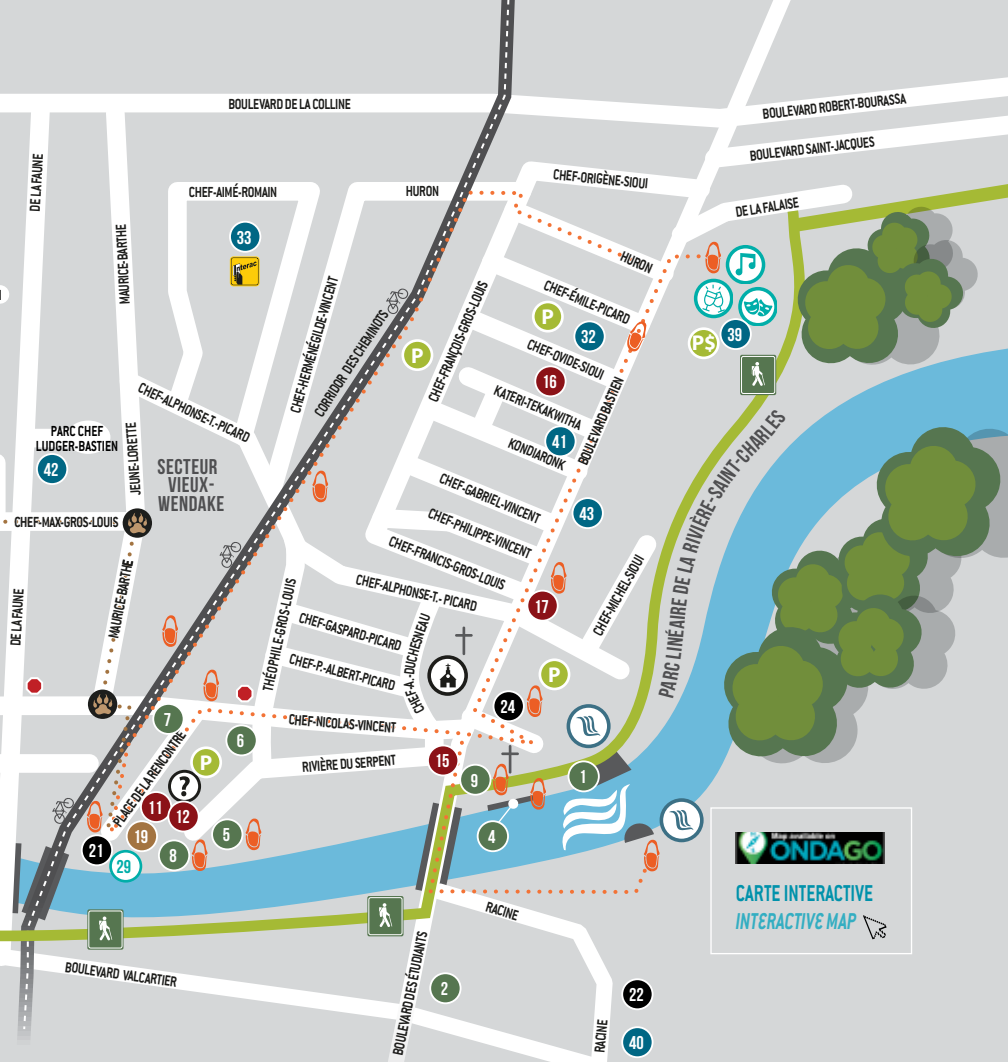 BOULEVARD DE LA COLLINE
BOULEVARD ROBERT-BOURASSA
BOULEVARD SAINT-JACQUES
DE LA FAUNE
CHEF-AIMÉ-ROMAIN
HURON
CHEF-ORIGÈNE-SIOUI
DE LA FALAISE
MAURICE-BARTHE
33
Interac
HURON
CHEF-HERMÉNÉGILDE-VINCENT
CORRIDOR DES CHEMINOTS
CHEF-FRANÇOIS-GROS-LOUIS
CHEF-ÉMILE-PICARD
P
32
P$
39
P
CHEF-OVIDE-SIOUI
16
KATERI-TEKAKWITHA
BOULEVARD BASTIEN
CHEF-ALPHONSE-T.-PICARD
41
KONDIARONK
PARC CHEF
LUDGER-BASTIEN
42
JEUNE-LORETTE
SECTEUR
VIEUX-
WENDAKE
CHEF-GABRIEL-VINCENT
43
PARC LINÉAIRE DE LA RIVIÈRE-SAINT-CHARLES
CHEF-MAX-GROS-LOUIS
CHEF-PHILIPPE-VINCENT
CHEF-FRANCIS-GROS-LOUIS
CHEF-MICHEL-SIOUI
DE LA FAUNE
MAURICE-BARTHE
CHEF-ALPHONSE-T.- PICARD
17
THÉOPHILE-GROS-LOUIS
CHEF-GASPARD-PICARD
CHEF-P.-ALBERT-PICARD
CHEF-A.-DUCHESNEAU
P
24
7
CHEF-NICOLAS-VINCENT
6
PLACE DE LA RENCONTRE
P
RIVIÈRE DU SERPENT
15
9
1
?
11
12
19
5
4
21
29
8
Map available on
ONDAGO
CARTE INTERACTIVE
INTERACTIVE MAP
RACINE
BOULEVARD VALCARTIER
BOULEVARD DES ÉTUDIANTS
2
22
RACINE
40